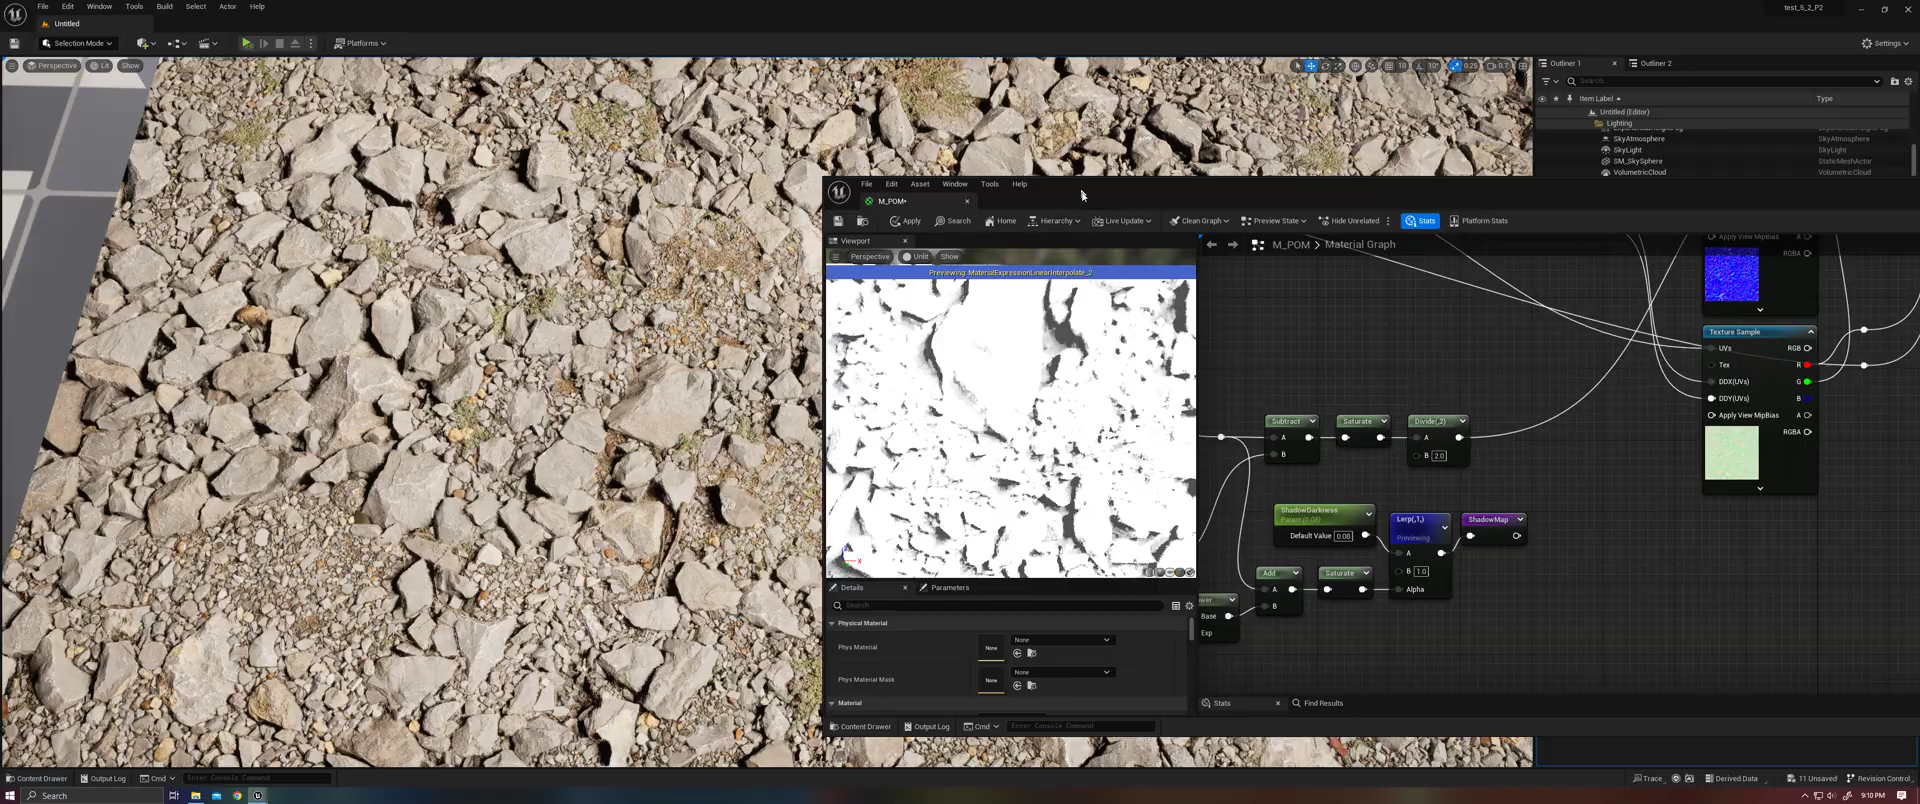 File Edit Window Tools Build Select Actor Help
test_5_2_P2
Untitled
Selection Mode
Platforms
Settings
Perspective Lit Show
10 10° 0.25 0.7
Outliner 1
Outliner 2
Search...
Item Label
Type
Untitled (Editor)
Lighting
SkyAtmosphere SkyAtmosphere
SkyLight SkyLight
SM_SkySphere StaticMeshActor
VolumetricCloud VolumetricCloud
File Edit Asset Window Tools Help
M_POM•
Apply Search Home Hierarchy Live Update Clean Graph Preview State Hide Unrelated Stats Platform Stats
Viewport
M_POM > Material Graph
Perspective Unlit Show
Previewing: MaterialExpressionLinearInterpolate_2
Apply View MipBias A
RGBA
Texture Sample
UVs RGB
Tex R
DDX(UVs) G
DDY(UVs) B
Apply View MipBias A
RGBA
Subtract
A
B
Saturate
Divide(,2)
A
B 2.0
ShadowDarkness
Param (0.08)
Default Value 0.08
Lerp(,1,)
Previewing
A
B 1.0
Alpha
ShadowMap
Add
A
B
Saturate
Base
Exp
X
Details
Parameters
Search
Physical Material
Phys Material
None
None
Phys Material Mask
None
None
Material
Stats
Find Results
Content Drawer Output Log Cmd Enter Console Command
Content Drawer Output Log Cmd Enter Console Command
Trace
Derived Data
11 Unsaved
Revision Control
Search
9:10 PM